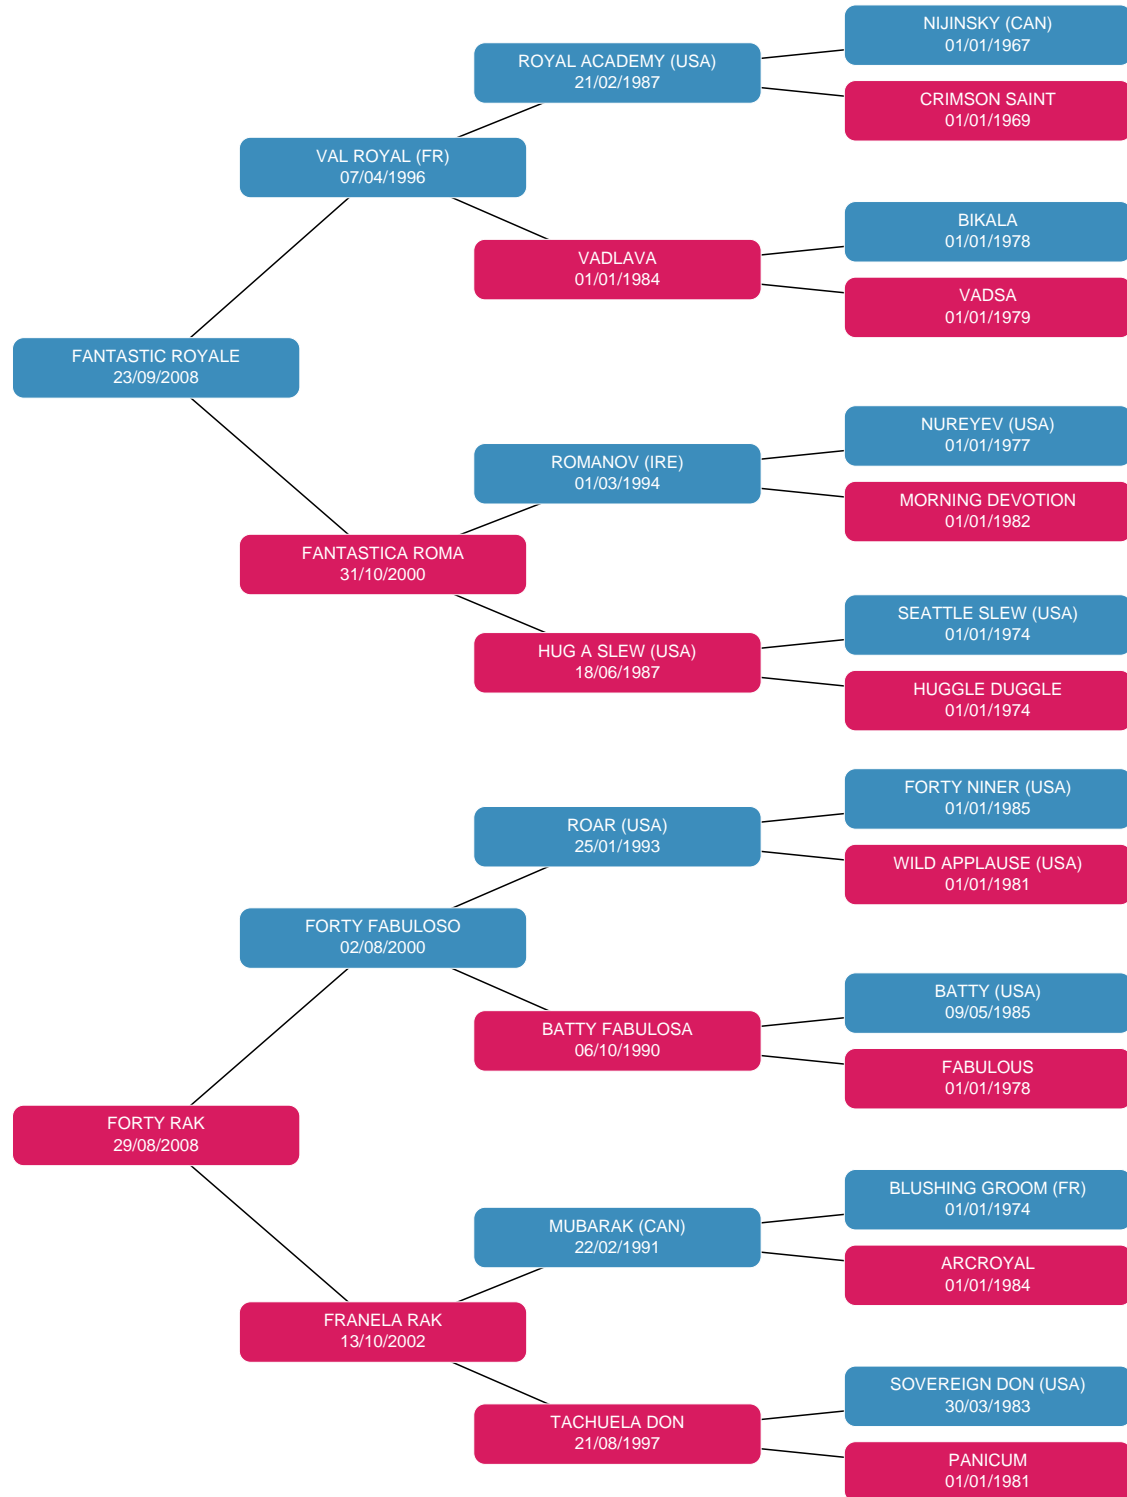 NIJINSKY (CAN)
01/01/1967
ROYAL ACADEMY (USA)
21/02/1987
CRIMSON SAINT
01/01/1969
VAL ROYAL (FR)
07/04/1996
BIKALA
01/01/1978
VADLAVA
01/01/1984
VADSA
01/01/1979
FANTASTIC ROYALE
23/09/2008
NUREYEV (USA)
01/01/1977
ROMANOV (IRE)
01/03/1994
MORNING DEVOTION
01/01/1982
FANTASTICA ROMA
31/10/2000
SEATTLE SLEW (USA)
01/01/1974
HUG A SLEW (USA)
18/06/1987
HUGGLE DUGGLE
01/01/1974
FORTY NINER (USA)
01/01/1985
ROAR (USA)
25/01/1993
WILD APPLAUSE (USA)
01/01/1981
FORTY FABULOSO
02/08/2000
BATTY (USA)
09/05/1985
BATTY FABULOSA
06/10/1990
FABULOUS
01/01/1978
FORTY RAK
29/08/2008
BLUSHING GROOM (FR)
01/01/1974
MUBARAK (CAN)
22/02/1991
ARCROYAL
01/01/1984
FRANELA RAK
13/10/2002
SOVEREIGN DON (USA)
30/03/1983
TACHUELA DON
21/08/1997
PANICUM
01/01/1981